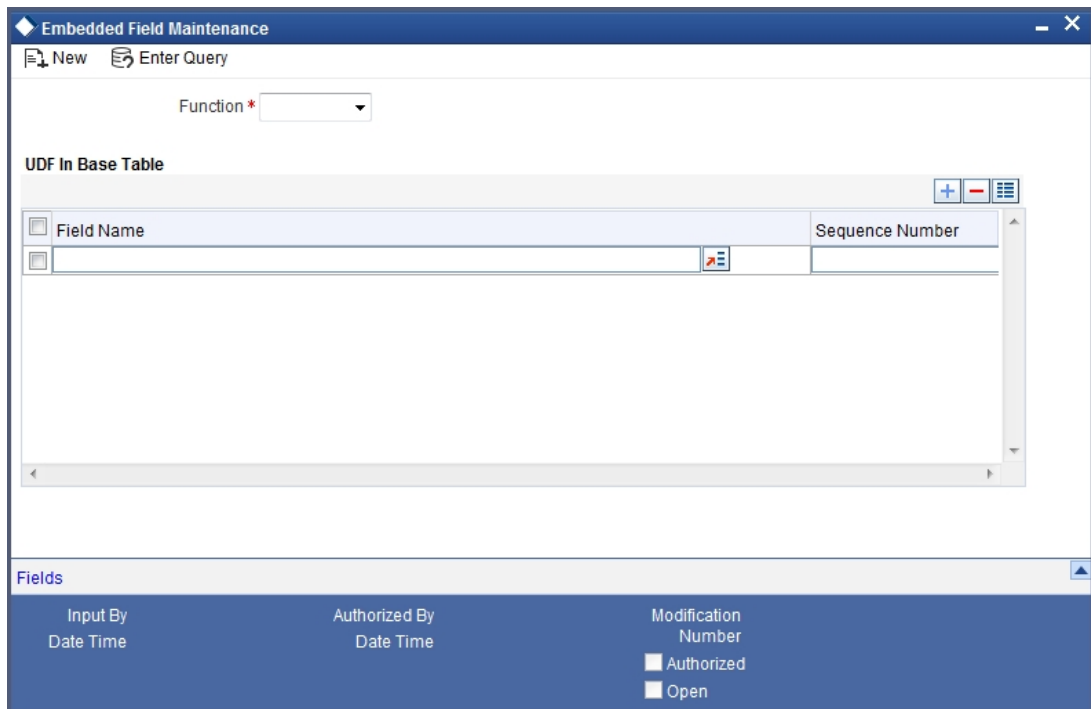 Embedded Field Maintenance
New Enter Query
Function *
UDF In Base Table
Field Name Sequence Number
Fields
Input By Authorized By Modification
Number
Date Time Date Time
Authorized
Open